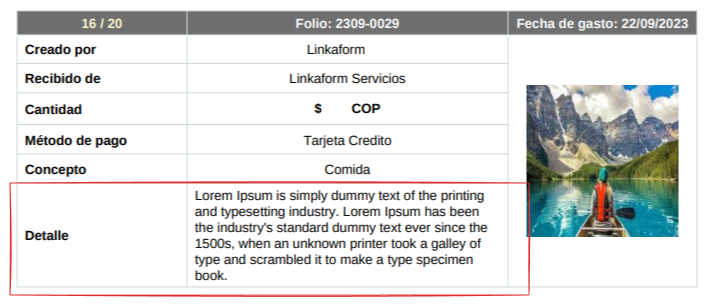 16 / 20 Folio: 2309-0029 Fecha de gasto: 22/09/2023
Creado por Linkaform
Recibido de Linkaform Servicios
Cantidad $ COP
Método de pago Tarjeta Credito
Concepto Comida
Detalle
Lorem Ipsum is simply dummy text of the printing
and typesetting industry. Lorem Ipsum has been
the industry's standard dummy text ever since the
1500s, when an unknown printer took a galley of
type and scrambled it to make a type specimen
book.